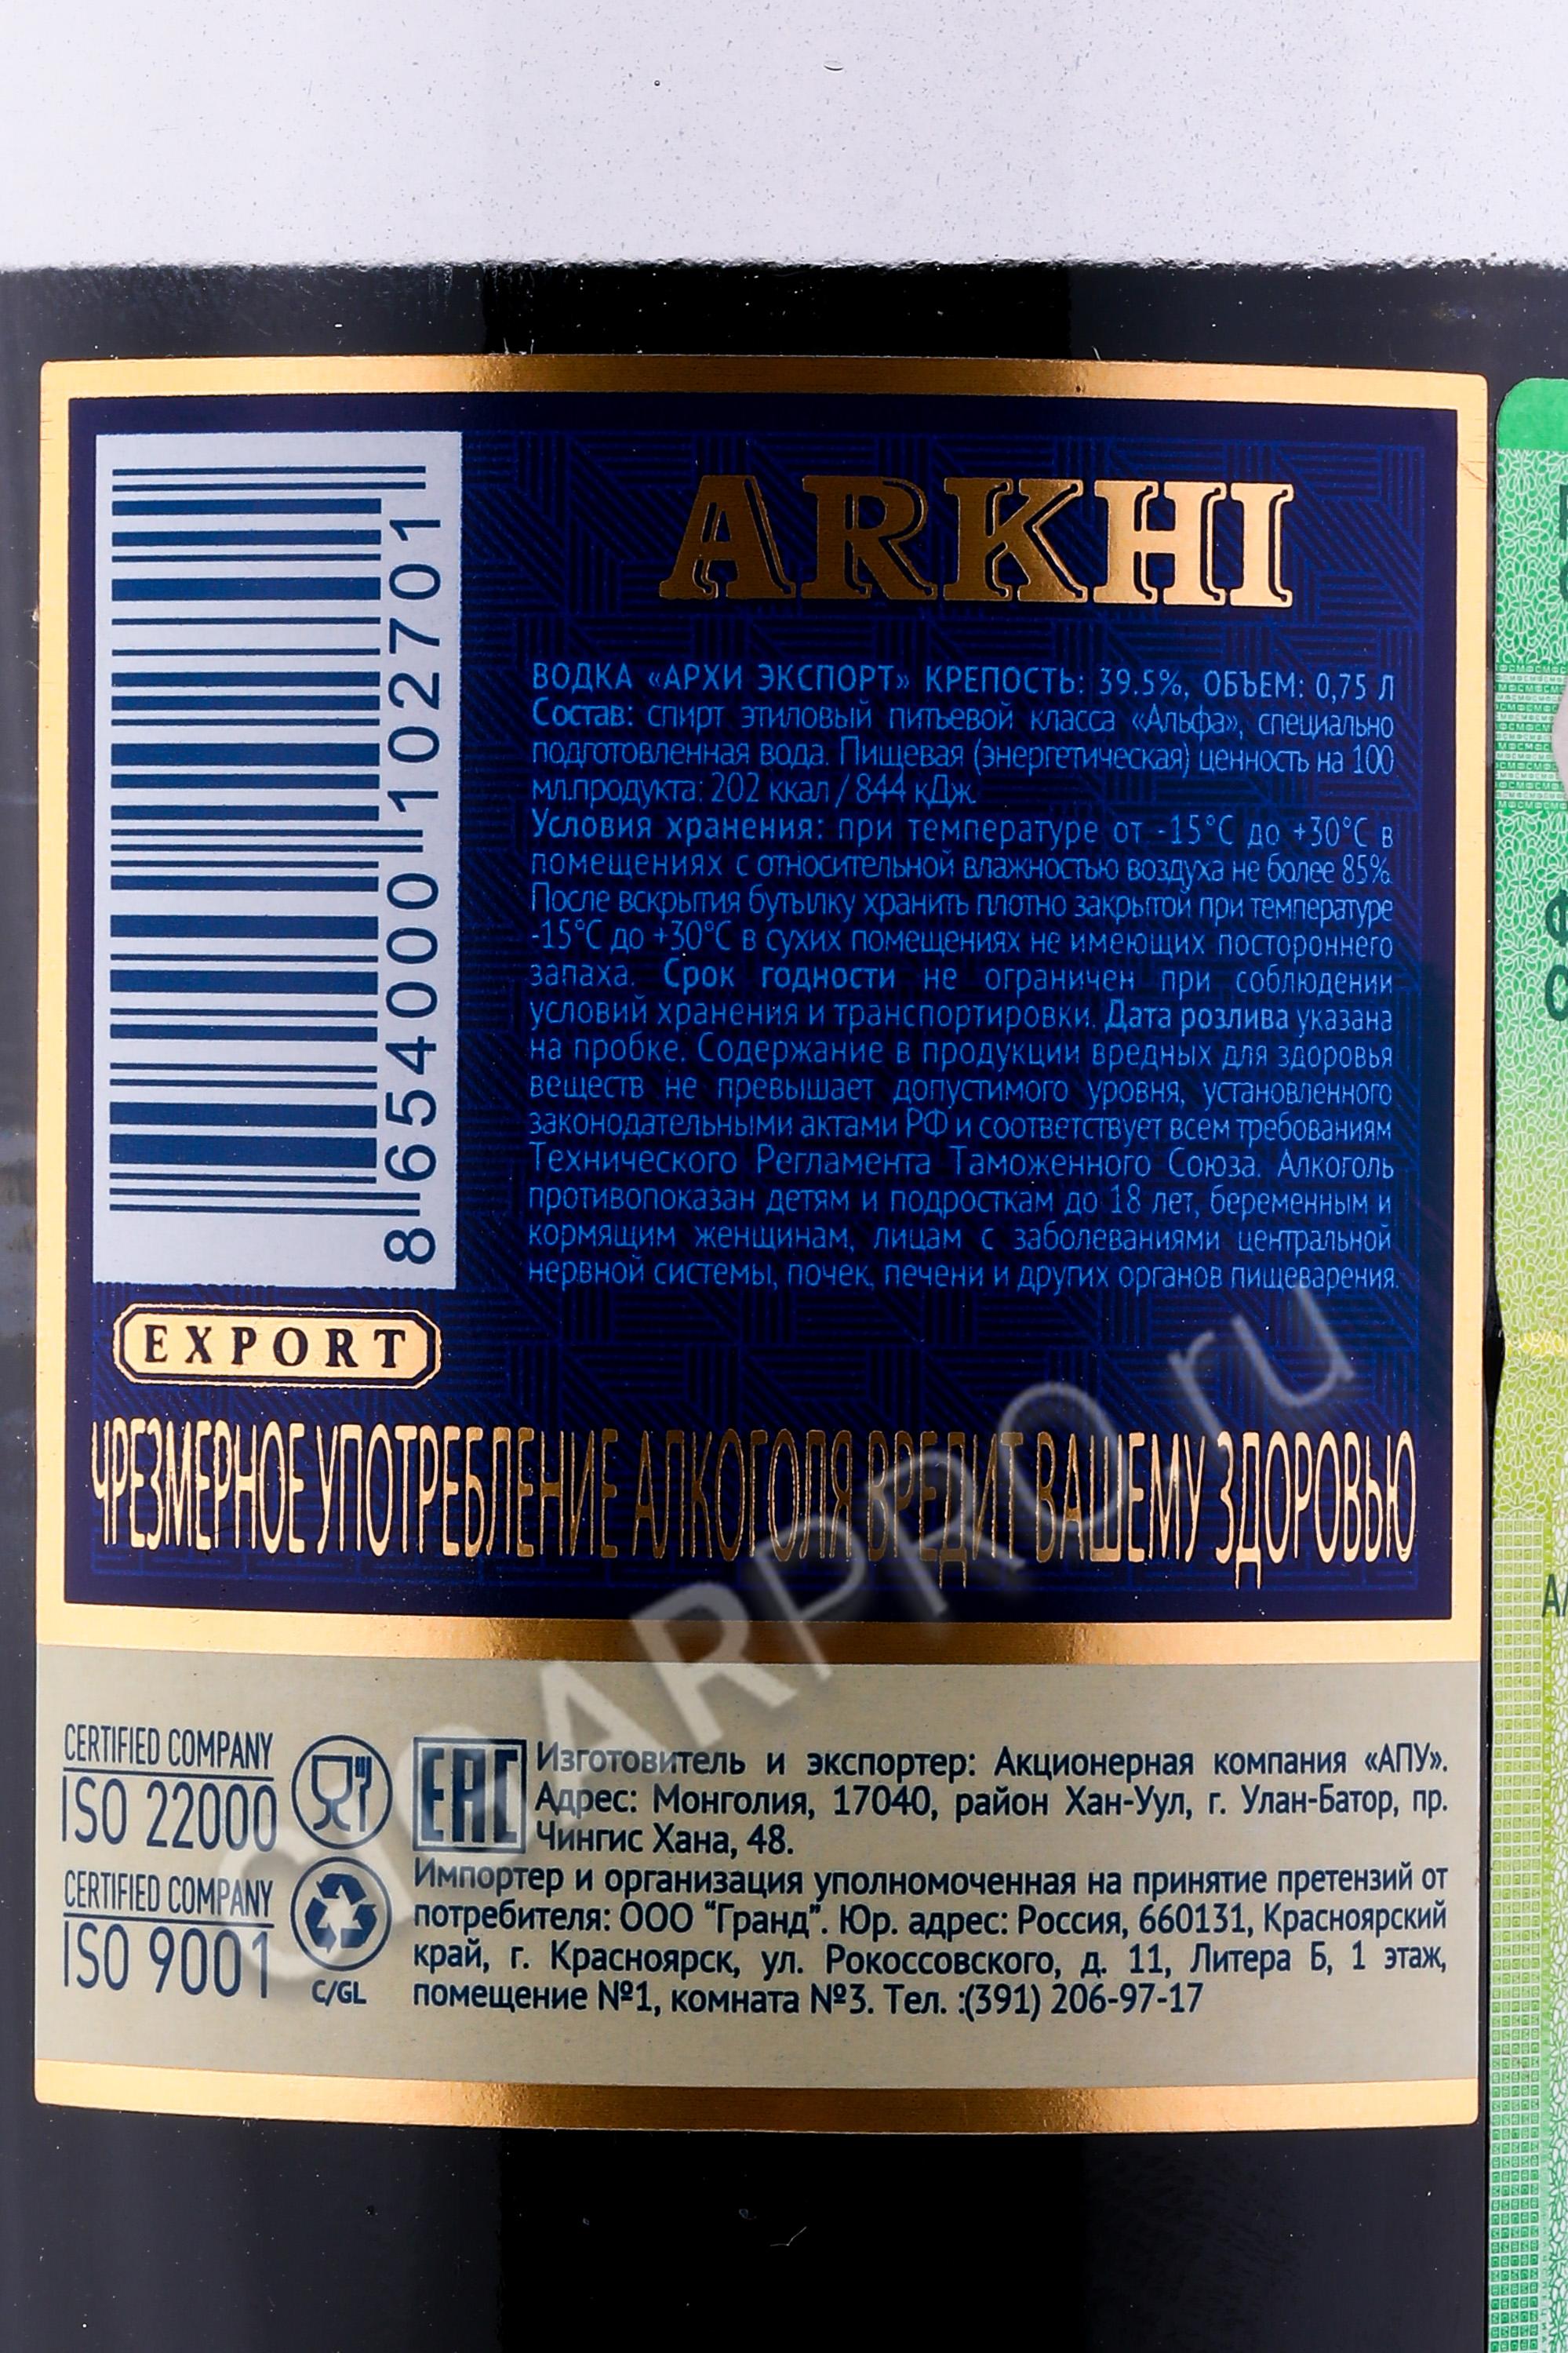 ARKHI
8654000102701
ВОДКА «АРХИ ЭКСПОРТ» КРЕПОСТЬ: 39.5%, ОБЪЕМ: 0,75 Л
Состав: спирт этиловый питьевой класса «Альфа», специально
подготовленная вода. Пищевая (энергетическая) ценность на 100
мл.продукта: 202 ккал / 844 кДж.
Условия хранения: при температуре от -15°С до +30°С в
помещениях с относительной влажностью воздуха не более 85%.
После вскрытия бутылку хранить плотно закрытой при температуре
-15°С до +30°С в сухих помещениях не имеющих постороннего
запаха. Срок годности не ограничен при соблюдении
условий хранения и транспортировки. Дата розлива указана
на пробке. Содержание в продукции вредных для здоровья
веществ не превышает допустимого уровня, установленного
законодательными актами РФ и соответствует всем требованиям
Технического Регламента Таможенного Союза. Алкоголь
противопоказан детям и подросткам до 18 лет, беременным и
кормящим женщинам, лицам с заболеваниями центральной
нервной системы, почек, печени и других органов пищеварения.
EXPORT
ЧРЕЗМЕРНОЕ УПОТРЕБЛЕНИЕ АЛКОГОЛЯ ВРЕДИТ ВАШЕМУ ЗДОРОВЬЮ
CIGARPRO.ru
CERTIFIED COMPANY
ISO 22000
CERTIFIED COMPANY
ISO 9001
C/GL
EAC
Изготовитель и экспортер: Акционерная компания «АПУ».
Адрес: Монголия, 17040, район Хан-Уул, г. Улан-Батор, пр.
Чингис Хана, 48.
Импортер и организация уполномоченная на принятие претензий от
потребителя: ООО "Гранд". Юр. адрес: Россия, 660131, Красноярский
край, г. Красноярск, ул. Рокоссовского, д. 11, Литера Б, 1 этаж,
помещение №1, комната №3. Тел. :(391) 206-97-17